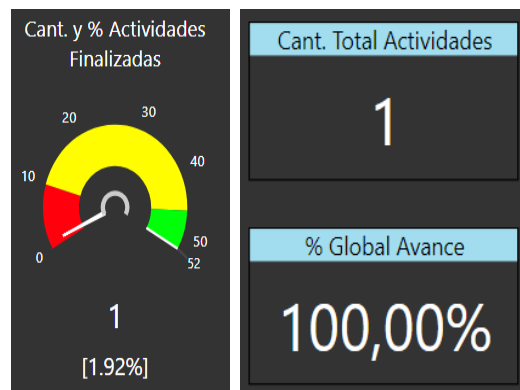 Cant. y % Actividades
Finalizadas
0
10
20
30
40
50
52
1
[1.92%]
Cant. Total Actividades
1
% Global Avance
100,00%